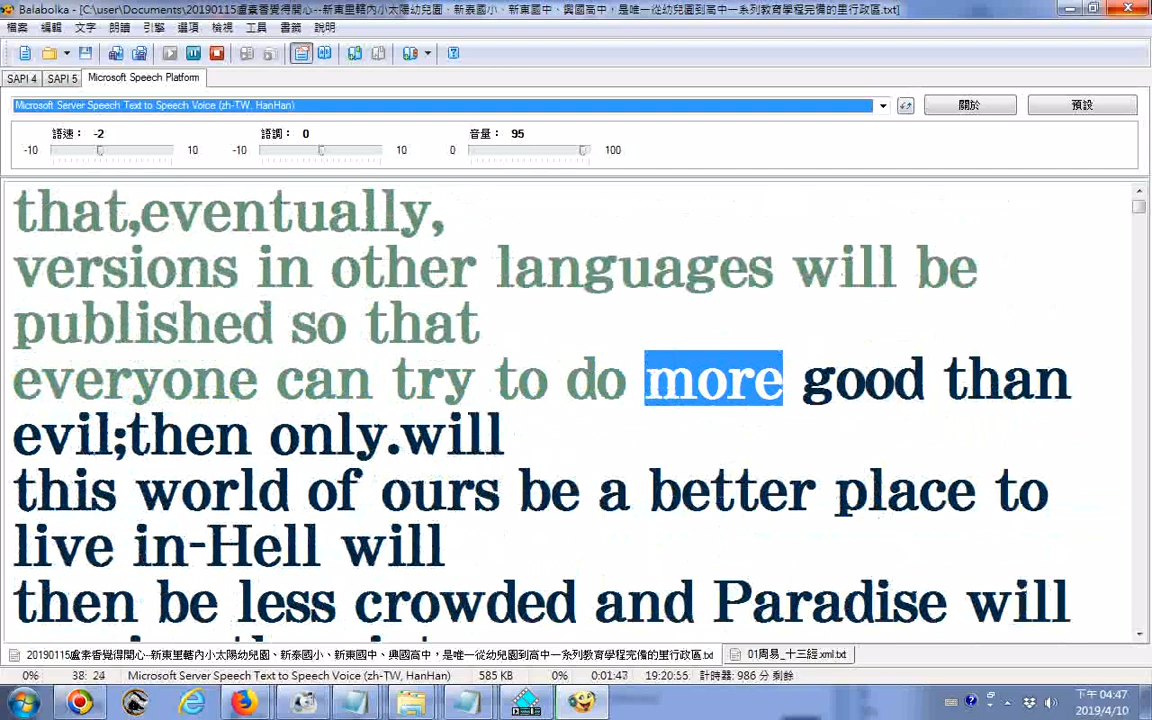 Balabolka - [C:\user\Documents\20190115盧素香覺得開心--新東里轄內小太陽幼兒園、新泰國小、新東國中、興國高中，是唯一從幼兒園到高中一系列教育學程完備的里行政區.txt]
檔案 編輯 文字 朗讀 引擎 選項 檢視 工具 書籤 說明
SAPI 4 SAPI 5 Microsoft Speech Platform
Microsoft Server Speech Text to Speech Voice (zh-TW, HanHan) 關於 預設
語速： -2 語調： 0 音量： 95
-10 10 -10 10 0 100
that,eventually,
versions in other languages will be
published so that
everyone can try to do more good than
evil;then only.will
this world of ours be a better place to
live in-Hell will
then be less crowded and Paradise will
20190115盧素香覺得開心--新東里轄內小太陽幼兒園、新泰國小、新東國中、興國高中，是唯一從幼兒園到高中一系列教育學程完備的里行政區.txt 01周易_十三經.xml.txt
0% 38: 24 Microsoft Server Speech Text to Speech Voice (zh-TW, HanHan) 585 KB 0% 0:01:43 19:20:55. 計時器: 986 分 剩餘
下午 04:47
2019/4/10